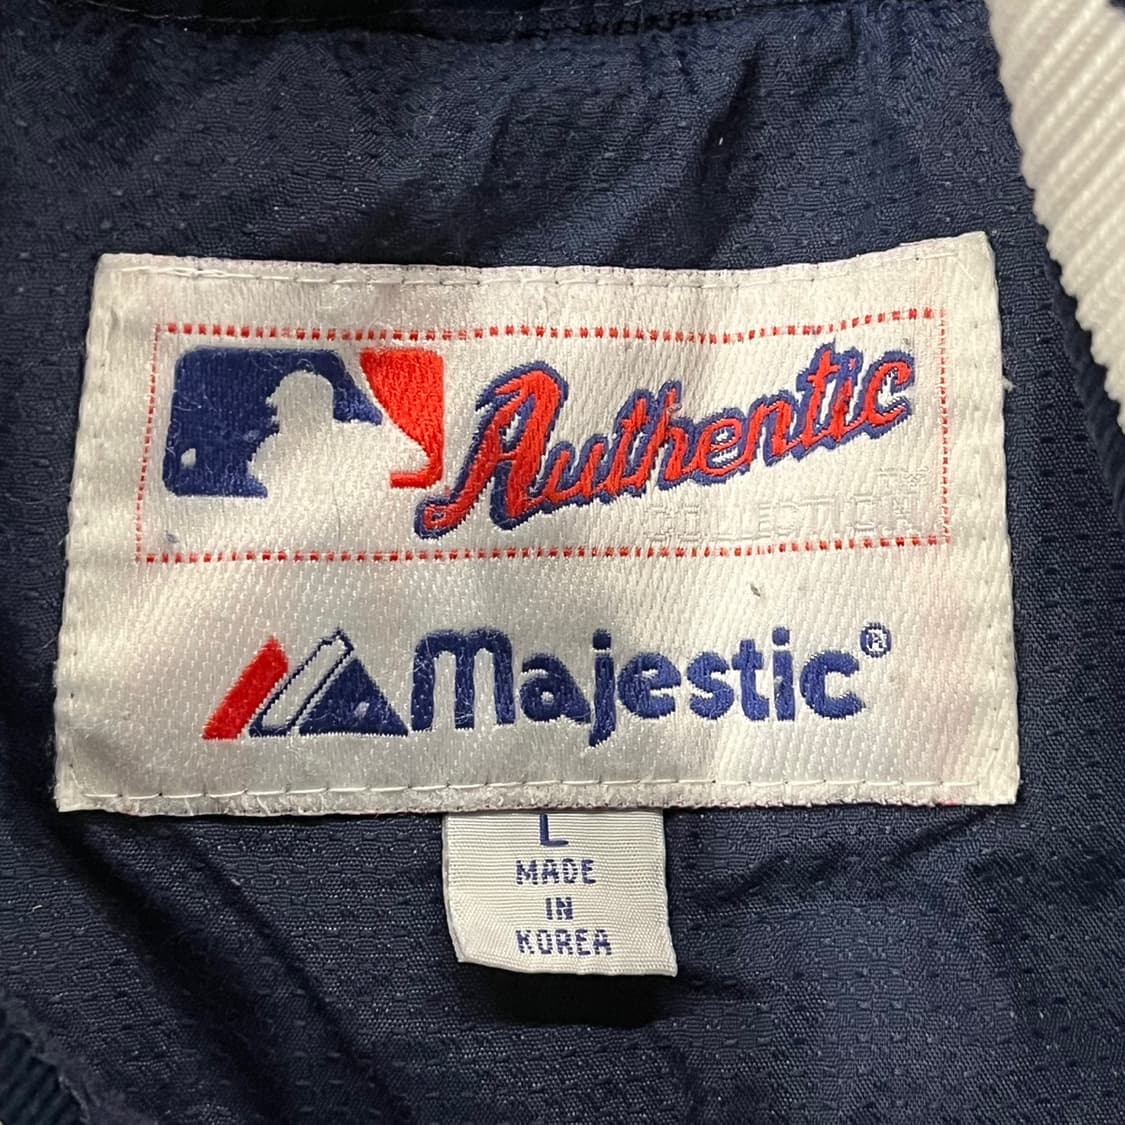 Authentic
COLLECTION
Majestic®
L
MADE
IN
KOREA